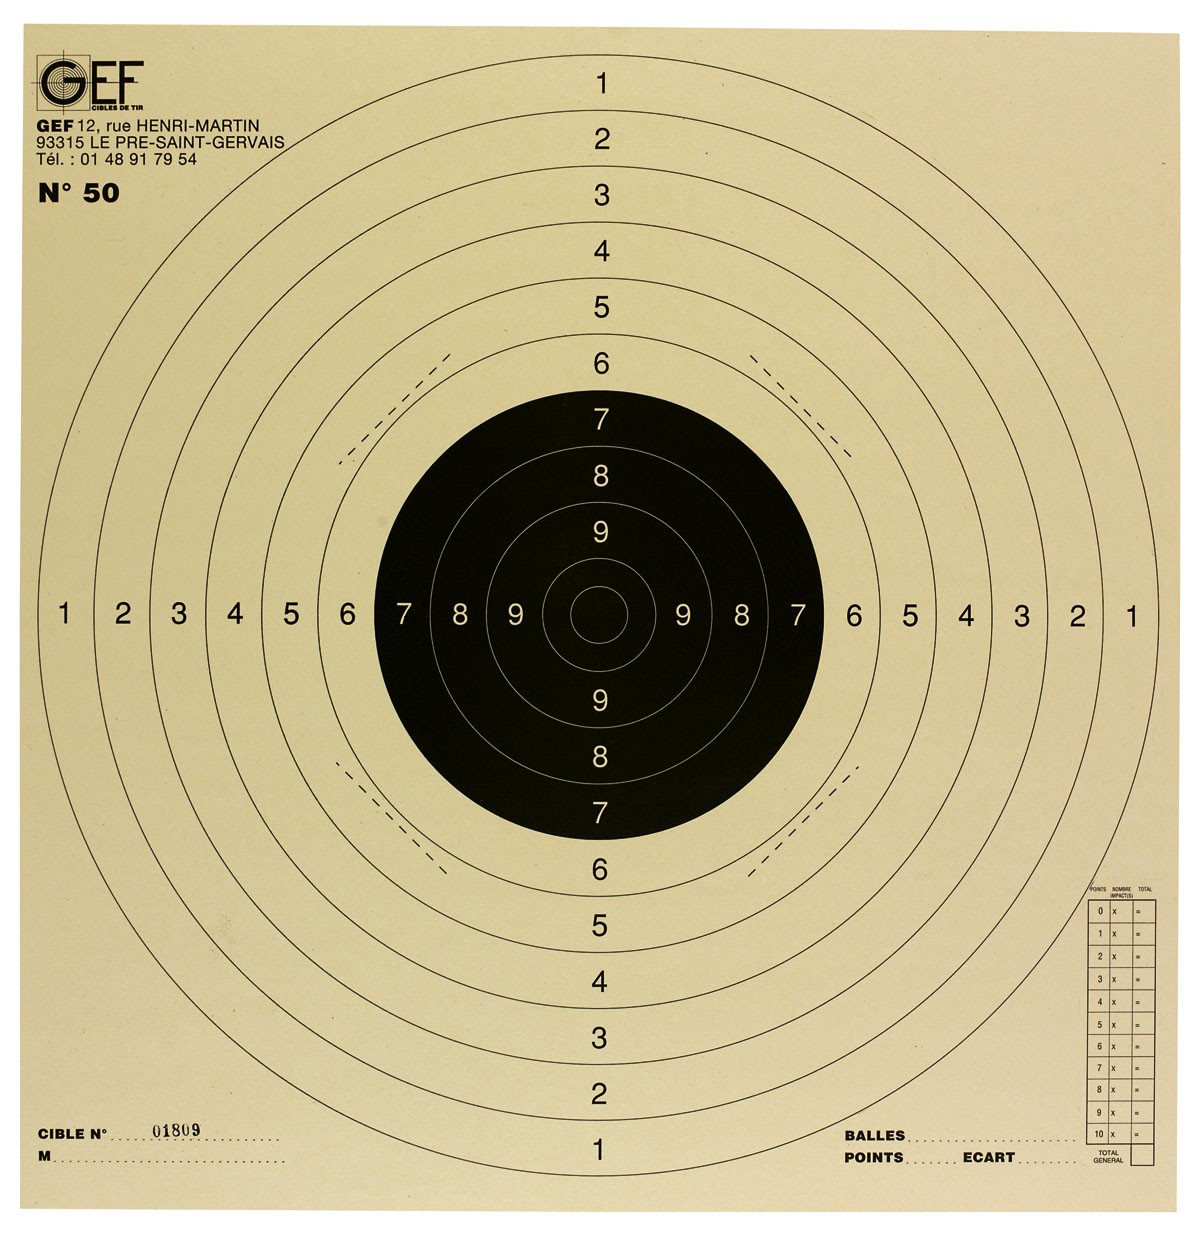 GEF
CIBLES DE TIR
GEF 12, rue HENRI-MARTIN
93315 LE PRE-SAINT-GERVAIS
Tél. : 01 48 91 79 54
N° 50
1
2
3
4
5
6
7
8
9
1 2 3 4 5 6 7 8 9 9 8 7 6 5 4 3 2 1
9
8
7
6
5
4
3
2
1
CIBLE N° 01809
M
BALLES
POINTS ECART
POINTS NOMBRE IMPACT(S) TOTAL
0 x =
1 x =
2 x =
3 x =
4 x =
5 x =
6 x =
7 x =
8 x =
9 x =
10 x =
TOTAL
GENERAL